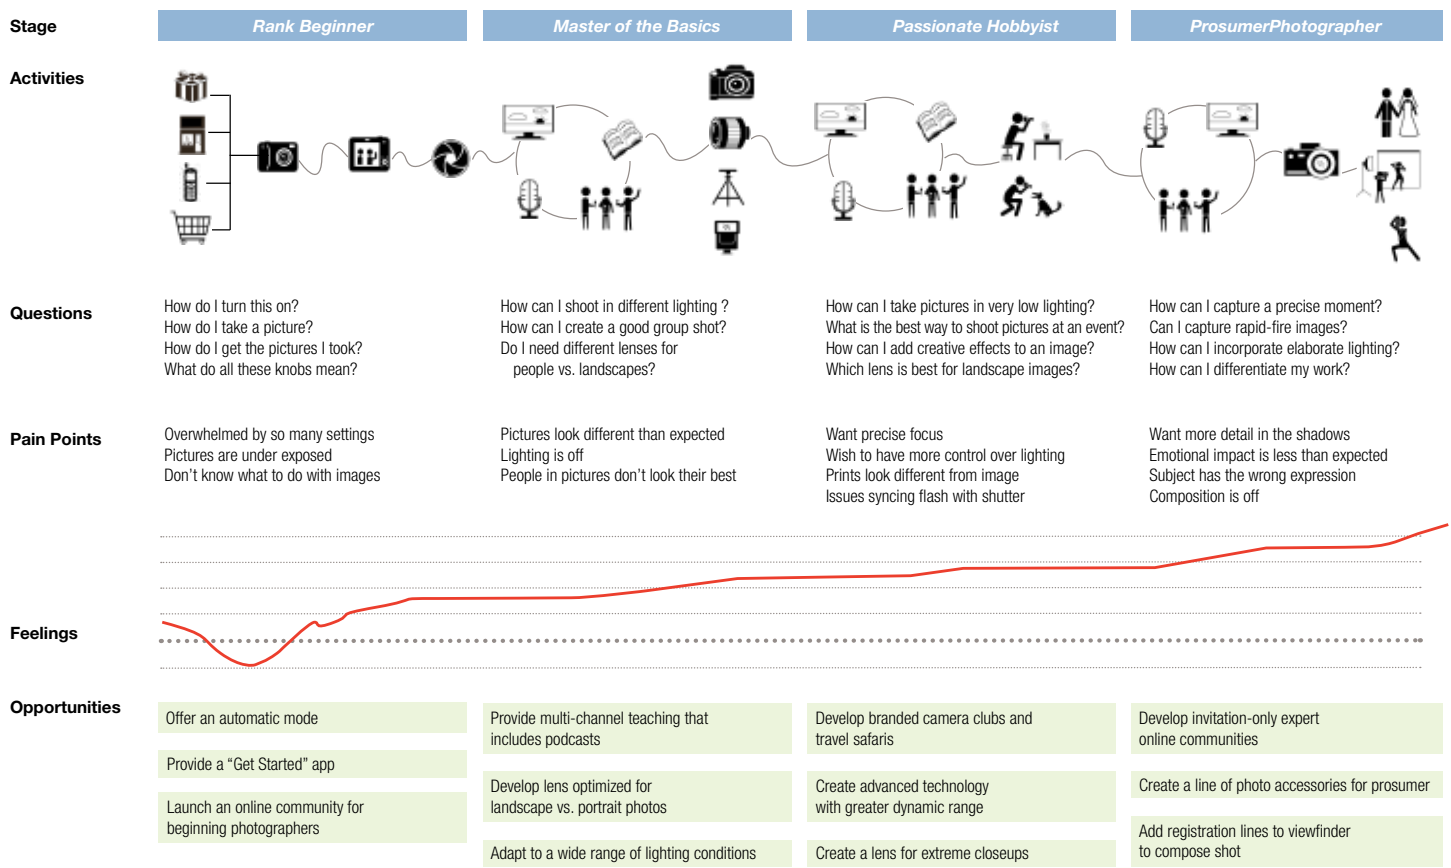 Stage
Rank Beginner
Master of the Basics
Passionate Hobbyist
ProsumerPhotographer
Activities
Questions
How do I turn this on?
How do I take a picture?
How do I get the pictures I took?
What do all these knobs mean?
How can I shoot in different lighting ?
How can I create a good group shot?
Do I need different lenses for
people vs. landscapes?
How can I take pictures in very low lighting?
What is the best way to shoot pictures at an event?
How can I add creative effects to an image?
Which lens is best for landscape images?
How can I capture a precise moment?
Can I capture rapid-fire images?
How can I incorporate elaborate lighting?
How can I differentiate my work?
Pain Points
Overwhelmed by so many settings
Pictures are under exposed
Don’t know what to do with images
Pictures look different than expected
Lighting is off
People in pictures don’t look their best
Want precise focus
Wish to have more control over lighting
Prints look different from image
Issues syncing flash with shutter
Want more detail in the shadows
Emotional impact is less than expected
Subject has the wrong expression
Composition is off
Feelings
Opportunities
Offer an automatic mode
Provide a “Get Started” app
Launch an online community for
beginning photographers
Provide multi-channel teaching that
includes podcasts
Develop lens optimized for
landscape vs. portrait photos
Adapt to a wide range of lighting conditions
Develop branded camera clubs and
travel safaris
Create advanced technology
with greater dynamic range
Create a lens for extreme closeups
Develop invitation-only expert
online communities
Create a line of photo accessories for prosumer
Add registration lines to viewfinder
to compose shot